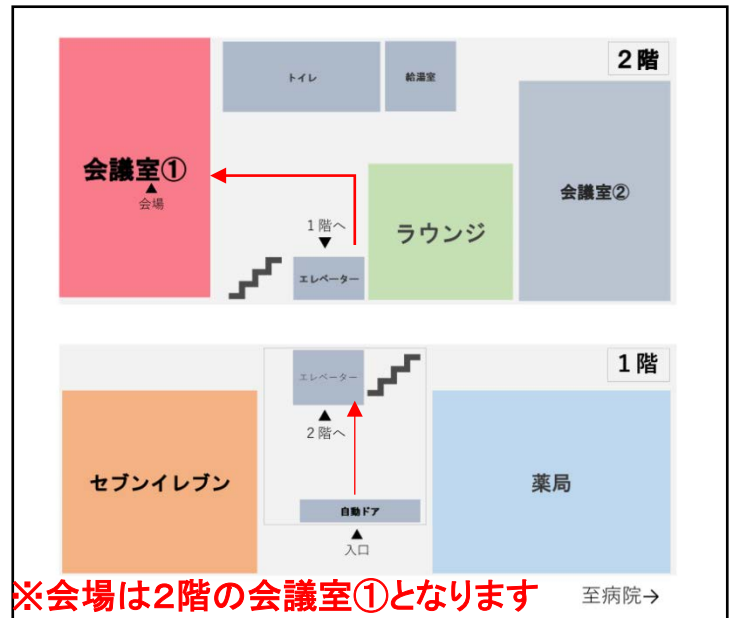 2階
トイレ
給湯室
会議室①
▲
会場
会議室②
1階へ
▼
ラウンジ
エレベーター
1階
エレベーター
▲
2階へ
セブンイレブン
薬局
自動ドア
▲
入口
※会場は2階の会議室①となります
至病院→